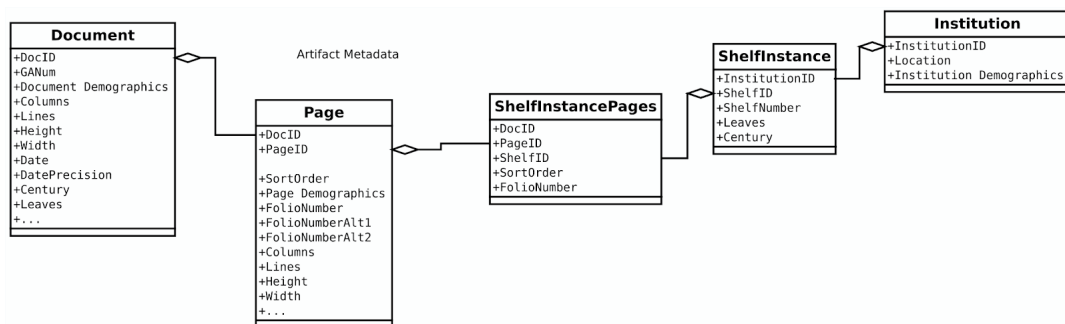 Document
+DocID
+GANum
+Document Demographics
+Columns
+Lines
+Height
+Width
+Date
+DatePrecision
+Century
+Leaves
+...
Artifact Metadata
Page
+DocID
+PageID
+SortOrder
+Page Demographics
+FolioNumber
+FolioNumberAlt1
+FolioNumberAlt2
+Columns
+Lines
+Height
+Width
+...
ShelfInstancePages
+DocID
+PageID
+ShelfID
+SortOrder
+FolioNumber
ShelfInstance
+InstitutionID
+ShelfID
+ShelfNumber
+Leaves
+Century
Institution
+InstitutionID
+Location
+Institution Demographics